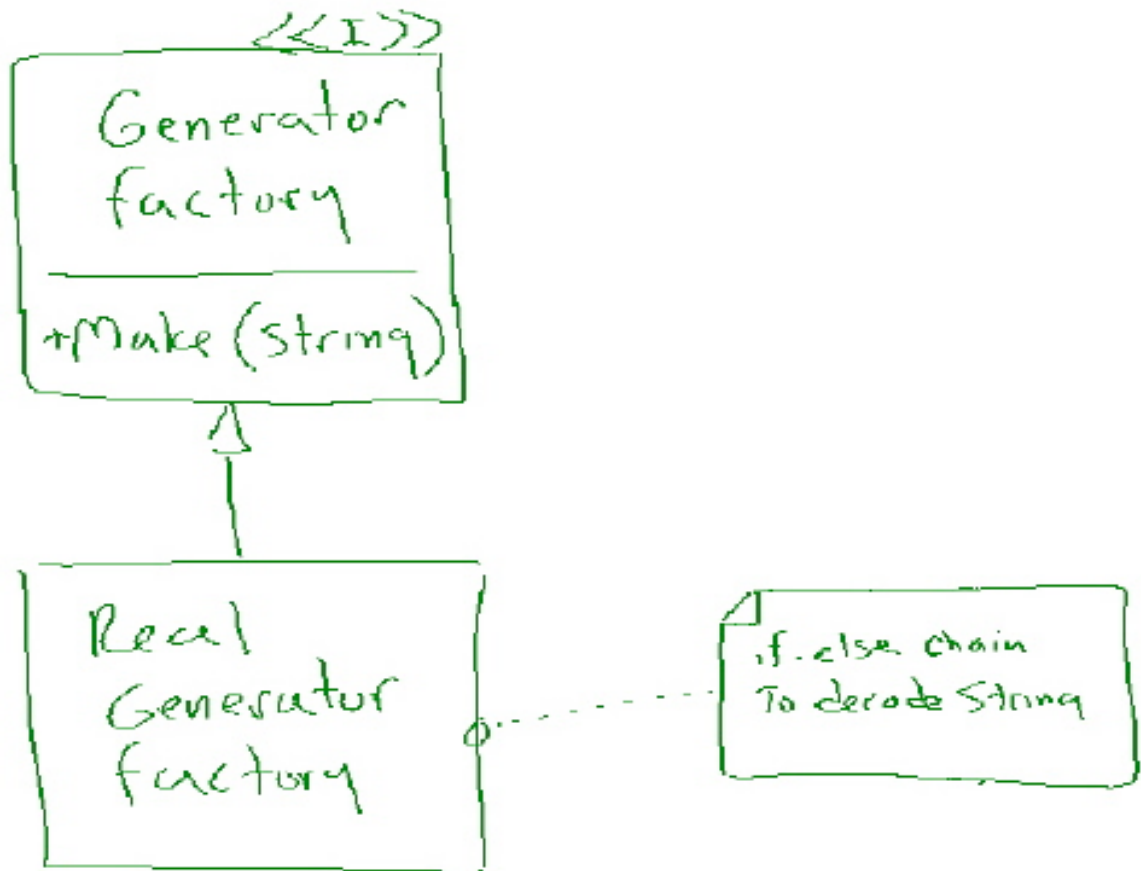 <<I>>
Generator
factory
+Make (String)
Real
Generator
factory
if-else chain
To decode String